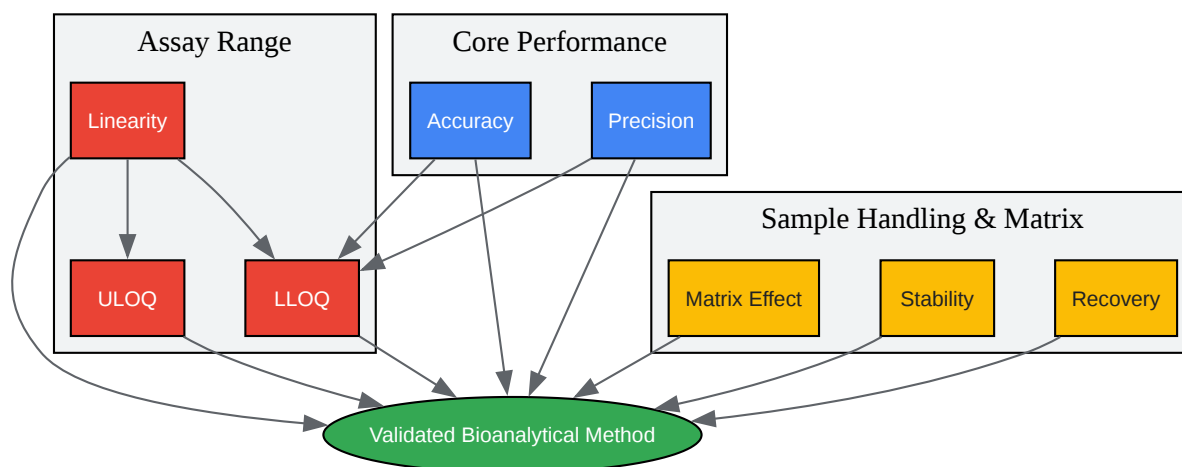 Assay Range
Core Performance
Linearity
Accuracy
Precision
Sample Handling & Matrix
ULOQ
LLOQ
Matrix Effect
Stability
Recovery
Validated Bioanalytical Method